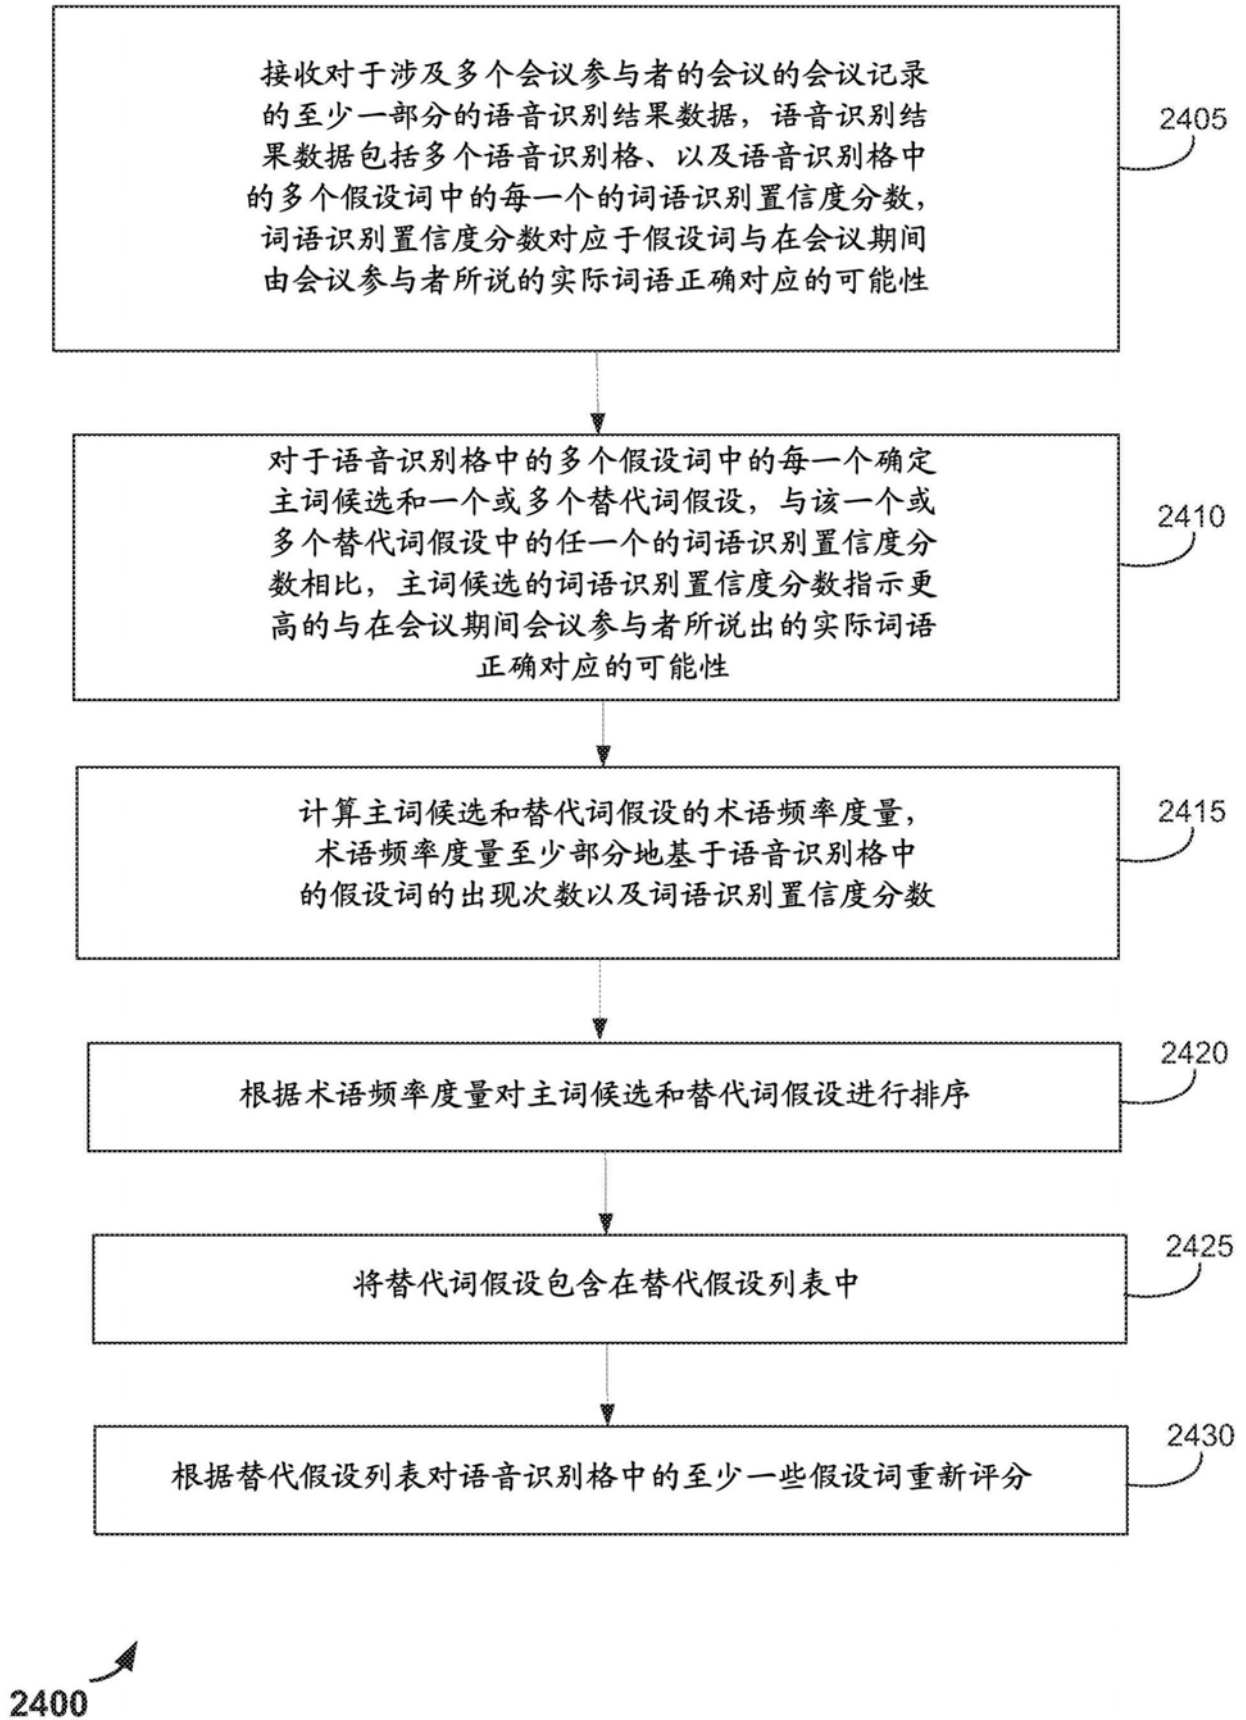 接收对于涉及多个会议参与者的会议的会议记录
的至少一部分的语音识别结果数据，语音识别结
果数据包括多个语音识别格、以及语音识别格中
的多个假设词中的每一个的词语识别置信度分数，
词语识别置信度分数对应于假设词与在会议期间
由会议参与者所说的实际词语正确对应的可能性
2405
对于语音识别格中的多个假设词中的每一个确定
主词候选和一个或多个替代词假设，与该一个或
多个替代词假设中的任一个的词语识别置信度分
数相比，主词候选的词语识别置信度分数指示更
高的与在会议期间会议参与者所说出的实际词语
正确对应的可能性
2410
计算主词候选和替代词假设的术语频率度量，
术语频率度量至少部分地基于语音识别格中
的假设词的出现次数以及词语识别置信度分数
2415
根据术语频率度量对主词候选和替代词假设进行排序
2420
将替代词假设包含在替代假设列表中
2425
根据替代假设列表对语音识别格中的至少一些假设词重新评分
2430
2400